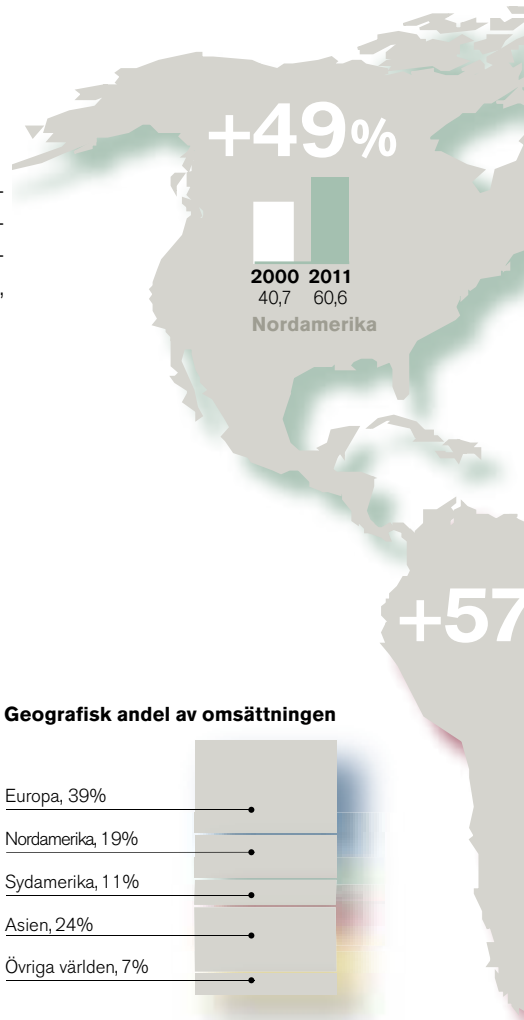 +49%
2000 2011
40,7 60,6
Nordamerika
+57
Geografisk andel av omsättningen
Europa, 39%
Nordamerika, 19%
Sydamerika, 11%
Asien, 24%
Övriga världen, 7%